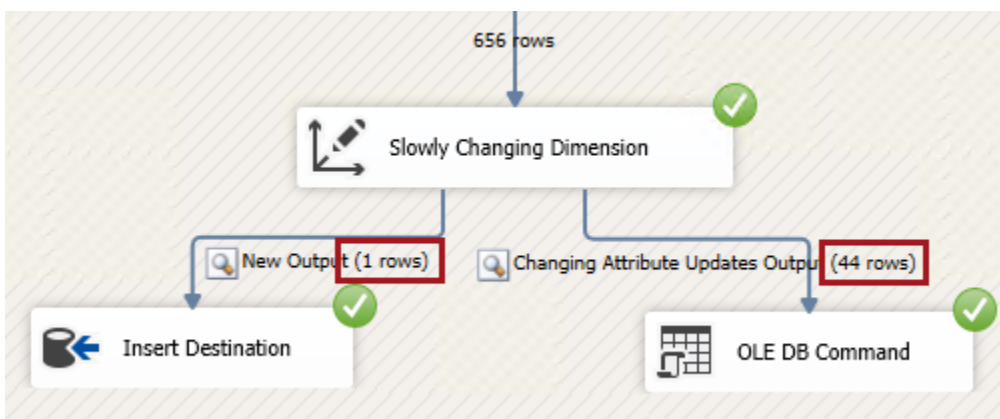 656 rows
Slowly Changing Dimension
New Output (1 rows)
Changing Attribute Updates Output (44 rows)
Insert Destination
OLE DB Command